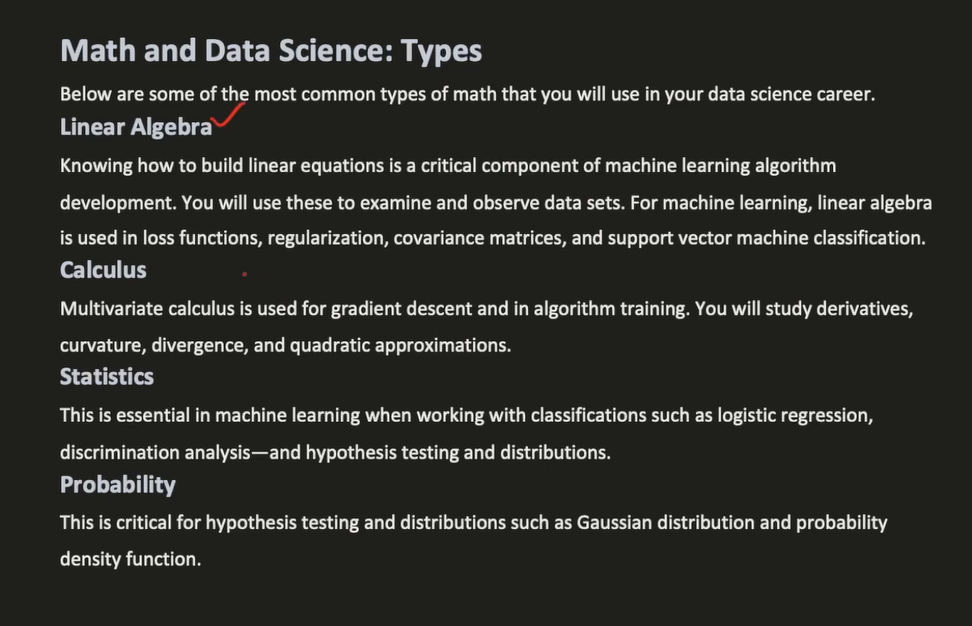 Math and Data Science: Types
Below are some of the most common types of math that you will use in your data science career.
Linear Algebra
Knowing how to build linear equations is a critical component of machine learning algorithm
development. You will use these to examine and observe data sets. For machine learning, linear algebra
is used in loss functions, regularization, covariance matrices, and support vector machine classification.
Calculus
Multivariate calculus is used for gradient descent and in algorithm training. You will study derivatives,
curvature, divergence, and quadratic approximations.
Statistics
This is essential in machine learning when working with classifications such as logistic regression,
discrimination analysis—and hypothesis testing and distributions.
Probability
This is critical for hypothesis testing and distributions such as Gaussian distribution and probability
density function.